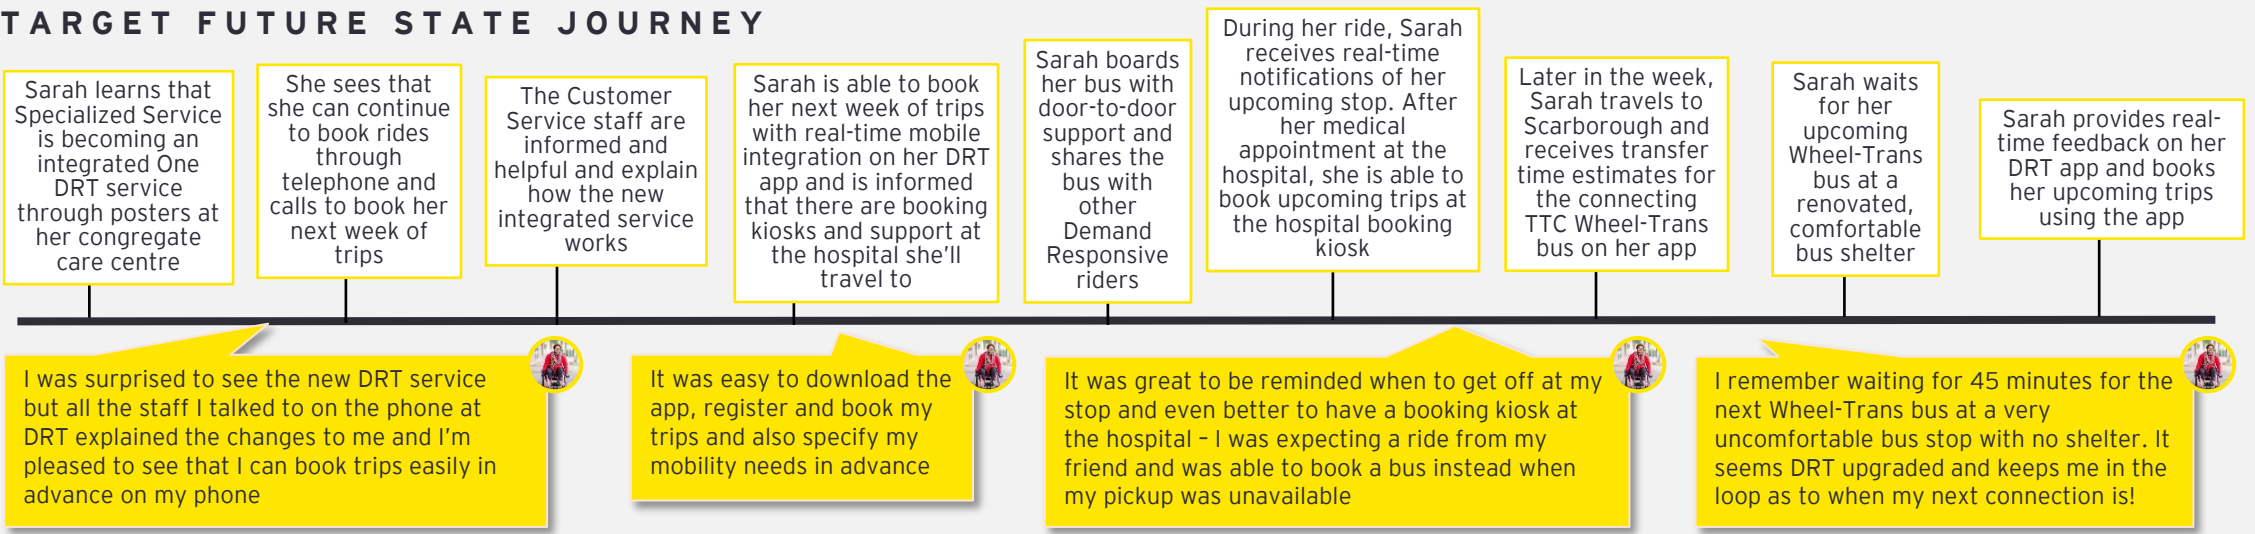 TARGET FUTURE STATE JOURNEY
Sarah learns that
Specialized Service
is becoming an
integrated One
DRT service
through posters at
her congregate
care centre
She sees that
she can continue
to book rides
through
telephone and
calls to book her
next week of
trips
The Customer
Service staff are
informed and
helpful and explain
how the new
integrated service
works
Sarah is able to book
her next week of trips
with real-time mobile
integration on her DRT
app and is informed
that there are booking
kiosks and support at
the hospital she'll
travel to
Sarah boards
her bus with
door-to-door
support and
shares the
bus with
other
Demand
Responsive
riders
During her ride, Sarah
receives real-time
notifications of her
upcoming stop. After
her medical
appointment at the
hospital, she is able to
book upcoming trips at
the hospital booking
kiosk
Later in the week,
Sarah travels to
Scarborough and
receives transfer
time estimates for
the connecting
TTC Wheel-Trans
bus on her app
Sarah waits
for her
upcoming
Wheel-Trans
bus at a
renovated,
comfortable
bus shelter
Sarah provides real-
time feedback on her
DRT app and books
her upcoming trips
using the app
I was surprised to see the new DRT service
but all the staff I talked to on the phone at
DRT explained the changes to me and I'm
pleased to see that I can book trips easily in
advance on my phone
It was easy to download the
app, register and book my
trips and also specify my
mobility needs in advance
It was great to be reminded when to get off at my
stop and even better to have a booking kiosk at
the hospital – I was expecting a ride from my
friend and was able to book a bus instead when
my pickup was unavailable
I remember waiting for 45 minutes for the
next Wheel-Trans bus at a very
uncomfortable bus stop with no shelter. It
seems DRT upgraded and keeps me in the
loop as to when my next connection is!